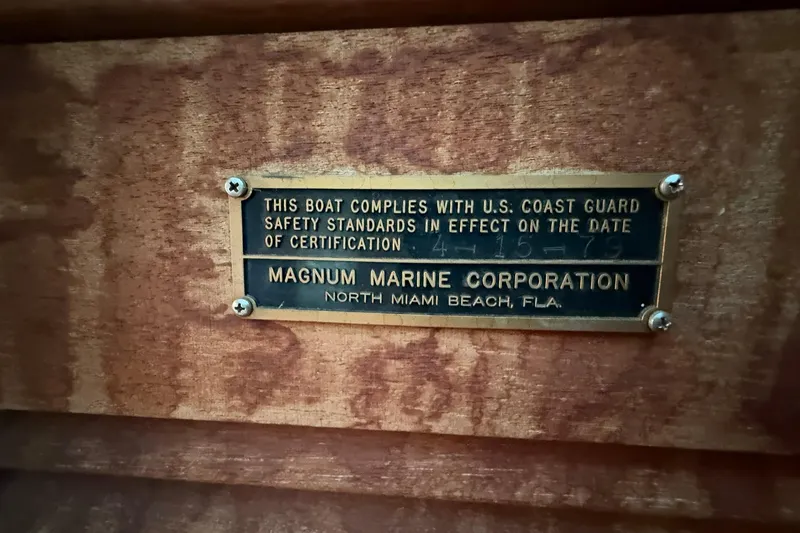 THIS BOAT COMPLIES WITH U.S. COAST GUARD
SAFETY STANDARDS IN EFFECT ON THE DATE
OF CERTIFICATION 4-15-79
MAGNUM MARINE CORPORATION
NORTH MIAMI BEACH, FLA.